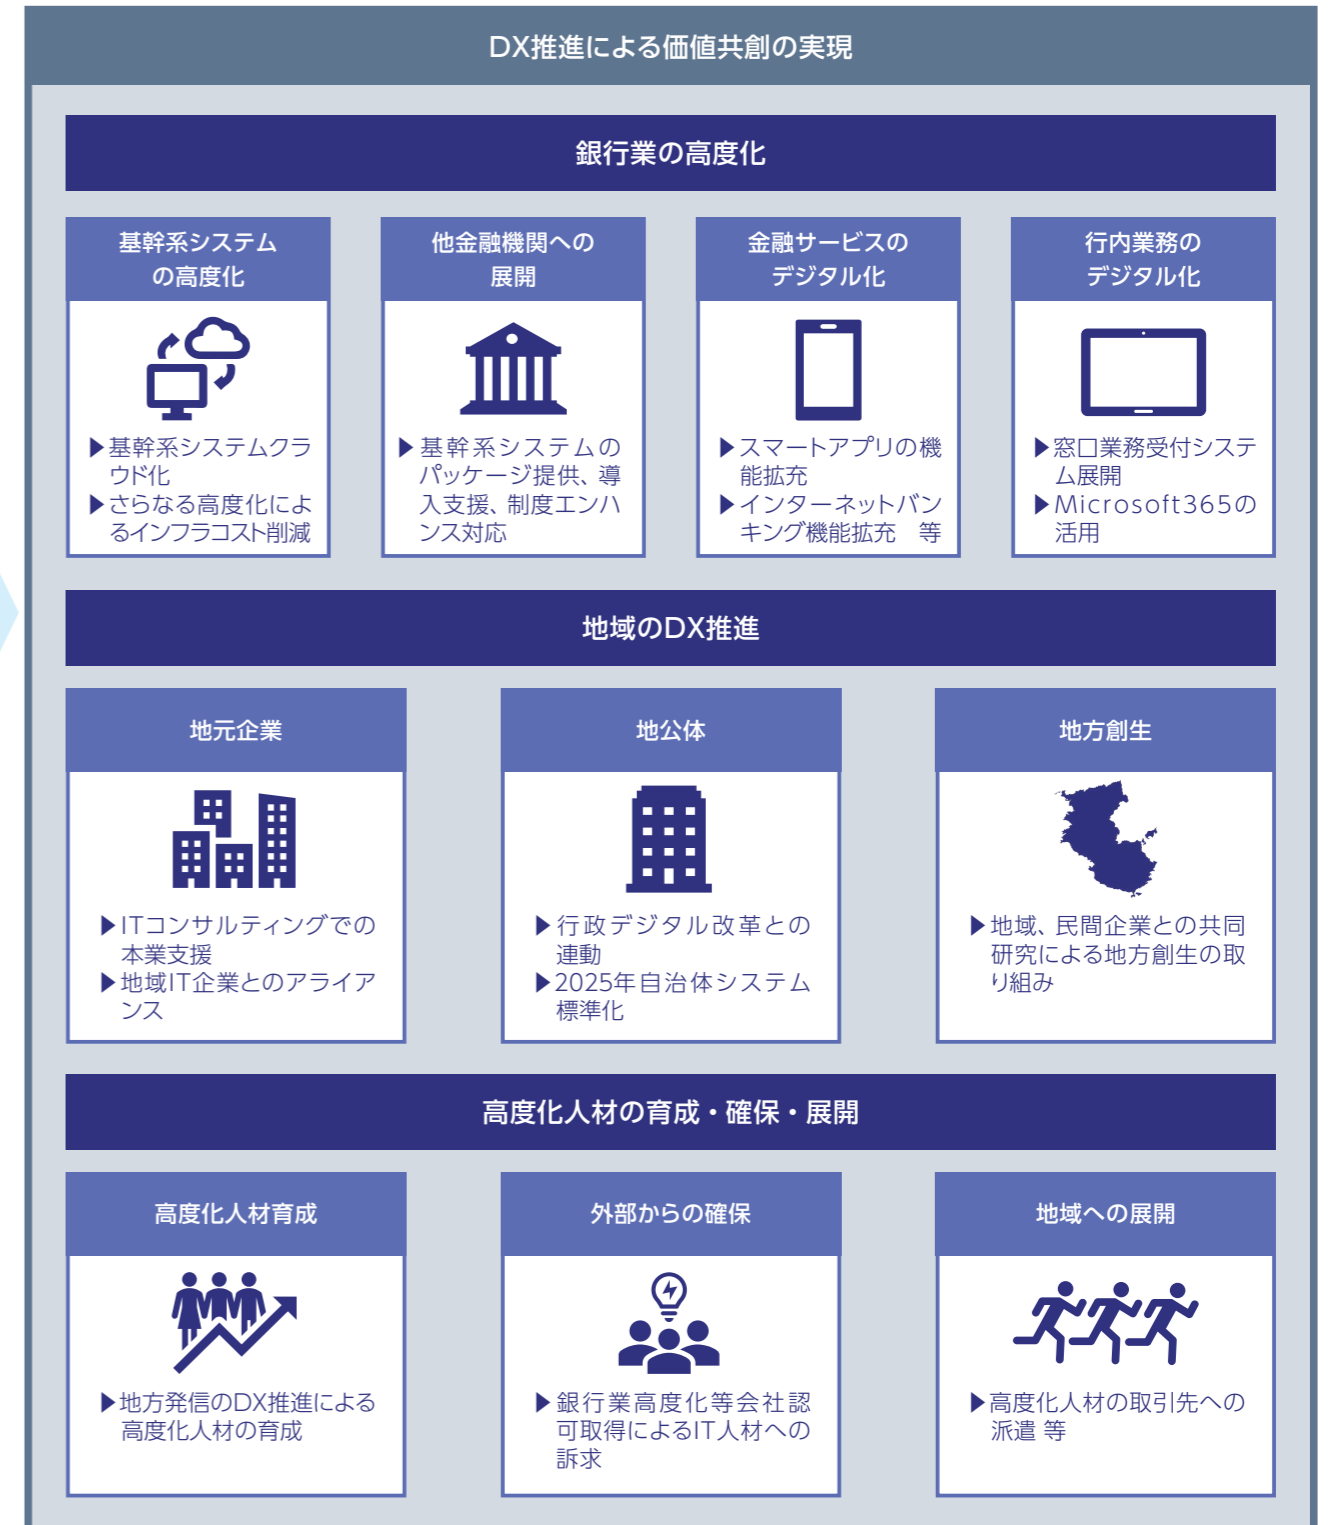 DX推進による価値共創の実現
銀行業の高度化
基幹系システム
の高度化
▶基幹系システムクラ
ウド化
▶さらなる高度化によ
るインフラコスト削減
他金融機関への
展開
▶基幹系システムの
パッケージ提供、導
入支援、制度エンハ
ンス対応
金融サービスの
デジタル化
▶スマートアプリの機
能拡充
▶インターネットバン
キング機能拡充　等
行内業務の
デジタル化
▶窓口業務受付システ
ム展開
▶Microsoft365の
活用
地域のDX推進
地元企業
▶ITコンサルティングでの
本業支援
▶地域IT企業とのアライア
ンス
地公体
▶行政デジタル改革との
連動
▶2025年自治体システム
標準化
地方創生
▶地域、民間企業との共同
研究による地方創生の取
り組み
高度化人材の育成・確保・展開
高度化人材育成
▶地方発信のDX推進による
高度化人材の育成
外部からの確保
▶銀行業高度化等会社認
可取得によるIT人材への
訴求
地域への展開
▶高度化人材の取引先への
派遣 等